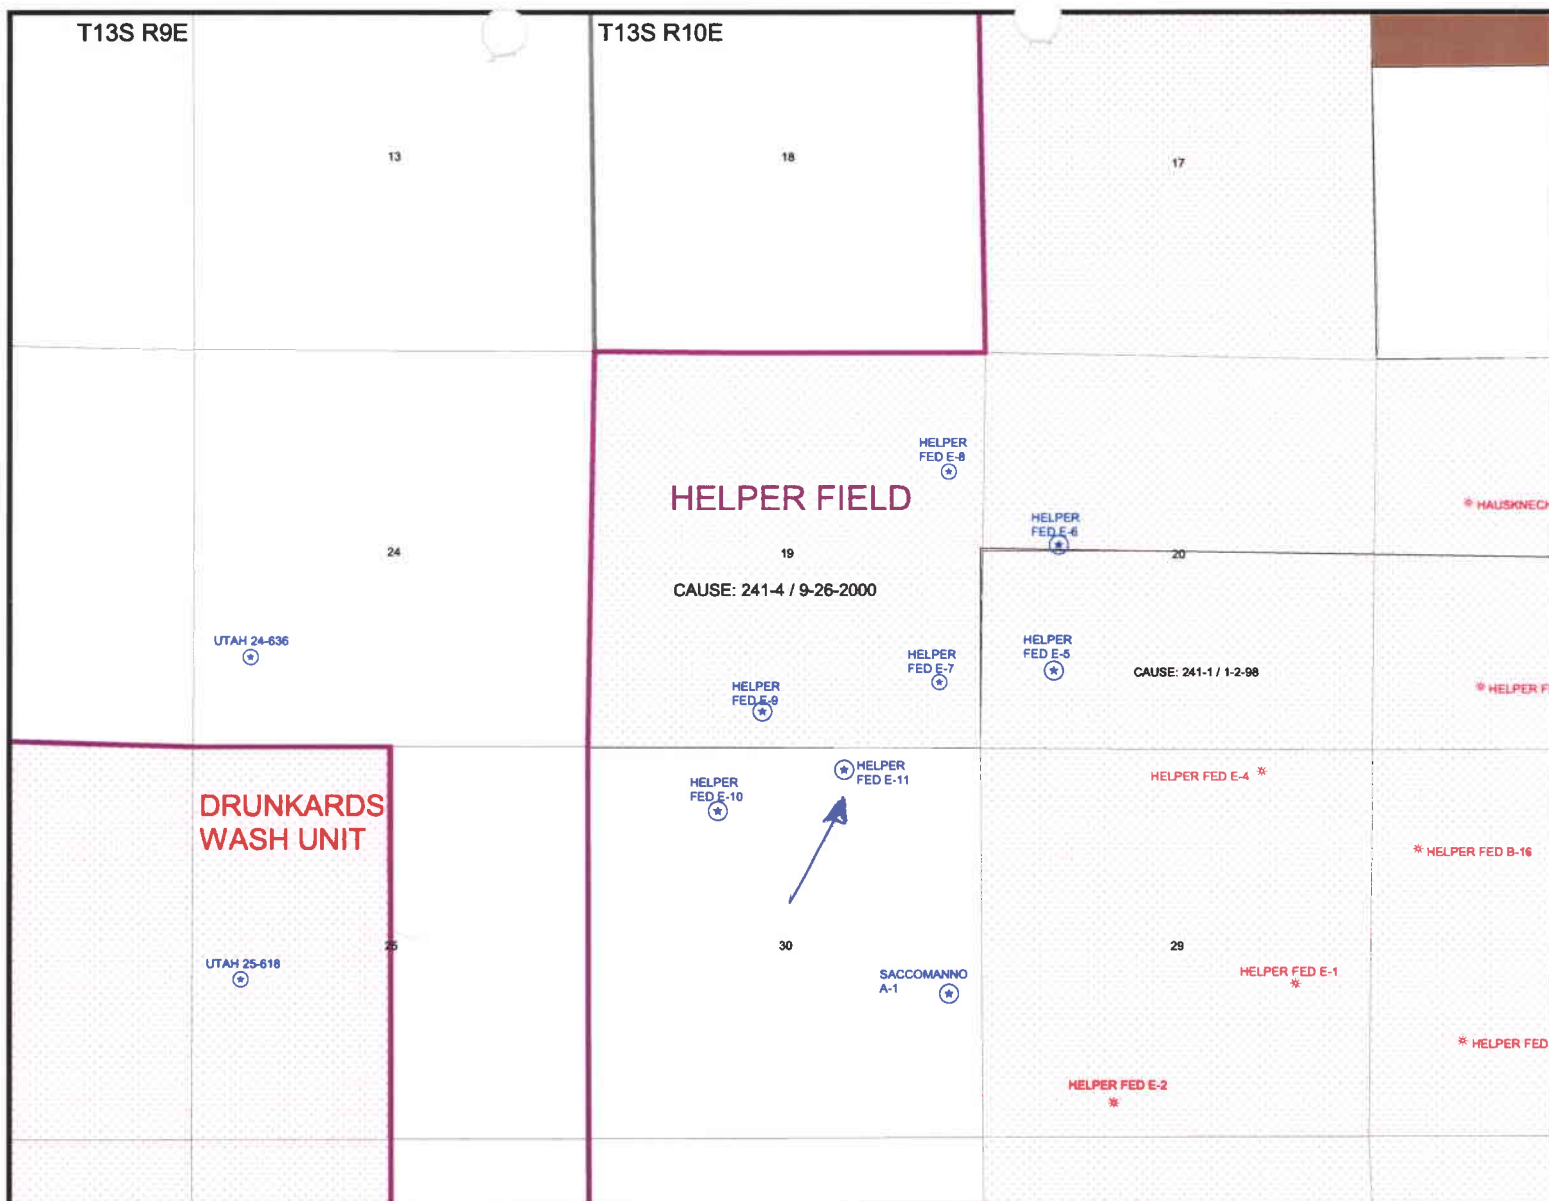 T13S R9E
T13S R10E
13
18
17
HELPER
FED E-8
HELPER FIELD
HELPER
FED E-6
HAUSKNECH
24
19
20
CAUSE: 241-4 / 9-26-2000
UTAH 24-636
HELPER
FED E-7
HELPER
FED E-5
CAUSE: 241-1 / 1-2-98
HELPER
FED E-9
HELPER F
HELPER
FED E-11
HELPER
FED E-10
HELPER FED E-4
DRUNKARDS
WASH UNIT
HELPER FED B-16
25
30
29
UTAH 25-618
SACCOMANNO
A-1
HELPER FED E-1
HELPER FED
HELPER FED E-2